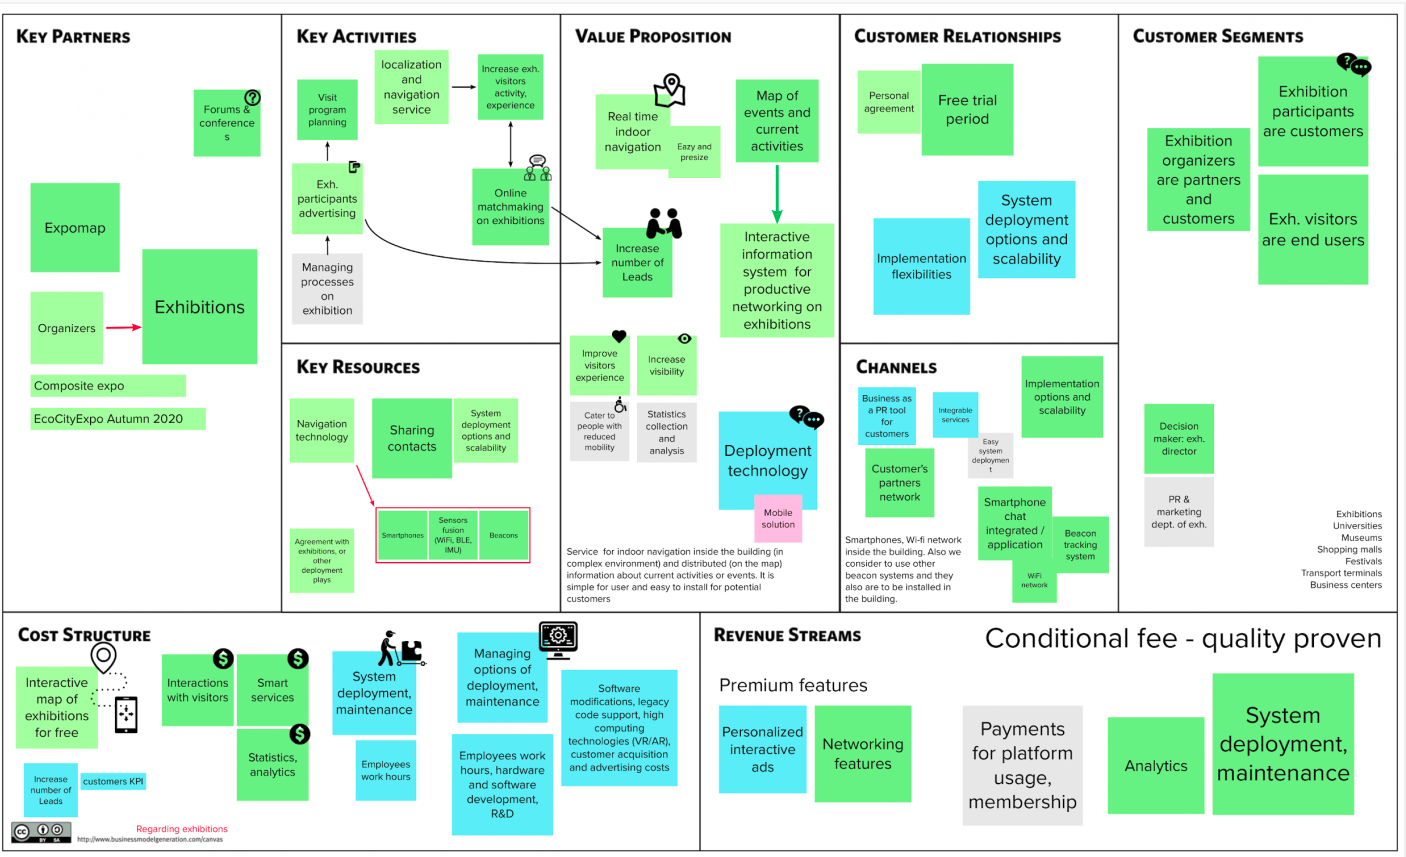 KEY PARTNERS
Forums &
conference
s
Expomap
Exhibitions
Organizers
Composite expo
EcoCityExpo Autumn 2020
KEY ACTIVITIES
localization
and
navigation
service
Increase exh.
visitors
activity,
experience
Visit
program
planning
Exh.
participants
advertising
Online
matchmaking
on exhibitions
Managing
processes
on
exhibition
KEY RESOURCES
Navigation
technology
Sharing
contacts
System
deployment
options and
scalability
Smartphones
Sensors
fusion
(WiFi, BLE,
IMU)
Beacons
Agreement with
exhibitions, or
other
deployment
plays
VALUE PROPOSITION
Real time
indoor
navigation
Eazy and
presize
Map of
events and
current
activities
Increase
number of
Leads
Interactive
information
system for
productive
networking on
exhibitions
Improve
visitors
experience
Increase
visibility
Cater to
people with
reduced
mobility
Statistics
collection
and
analysis
Deployment
technology
Mobile
solution
Service for indoor navigation inside the building (in
complex environment) and distributed (on the map)
information about current activities or events. It is
simple for user and easy to install for potential
customers
CUSTOMER RELATIONSHIPS
Personal
agreement
Free trial
period
System
deployment
options and
scalability
Implementation
flexibilities
CHANNELS
Business as
a PR tool
for
customers
Integrable
services
Implementation
options and
scalability
Easy
system
deploymen
t
Customer's
partners
network
Smartphone
chat
integrated /
application
Beacon
tracking
system
WiFi
network
Smartphones, Wi-fi network
inside the building. Also we
consider to use other
beacon systems and they
also are to be installed in
the building.
CUSTOMER SEGMENTS
Exhibition
participants
are customers
Exhibition
organizers
are partners
and
customers
Exh. visitors
are end users
Decision
maker: exh.
director
PR &
marketing
dept. of exh.
Exhibitions
Universities
Museums
Shopping malls
Festivals
Transport terminals
Business centers
COST STRUCTURE
Interactive
map of
exhibitions
for free
Interactions
with visitors
Smart
services
Statistics,
analytics
System
deployment,
maintenance
Employees
work hours
Managing
options of
deployment,
maintenance
Employees work
hours, hardware
and software
development,
R&D
Software
modifications, legacy
code support, high
computing
technologies (VR/AR),
customer acquisition
and advertising costs
Increase
number of
Leads
customers KPI
Regarding exhibitions
cc
BY SA
http://www.businessmodelgeneration.com/canvas
REVENUE STREAMS
Conditional fee - quality proven
Premium features
Personalized
interactive
ads
Networking
features
Payments
for platform
usage,
membership
Analytics
System
deployment,
maintenance